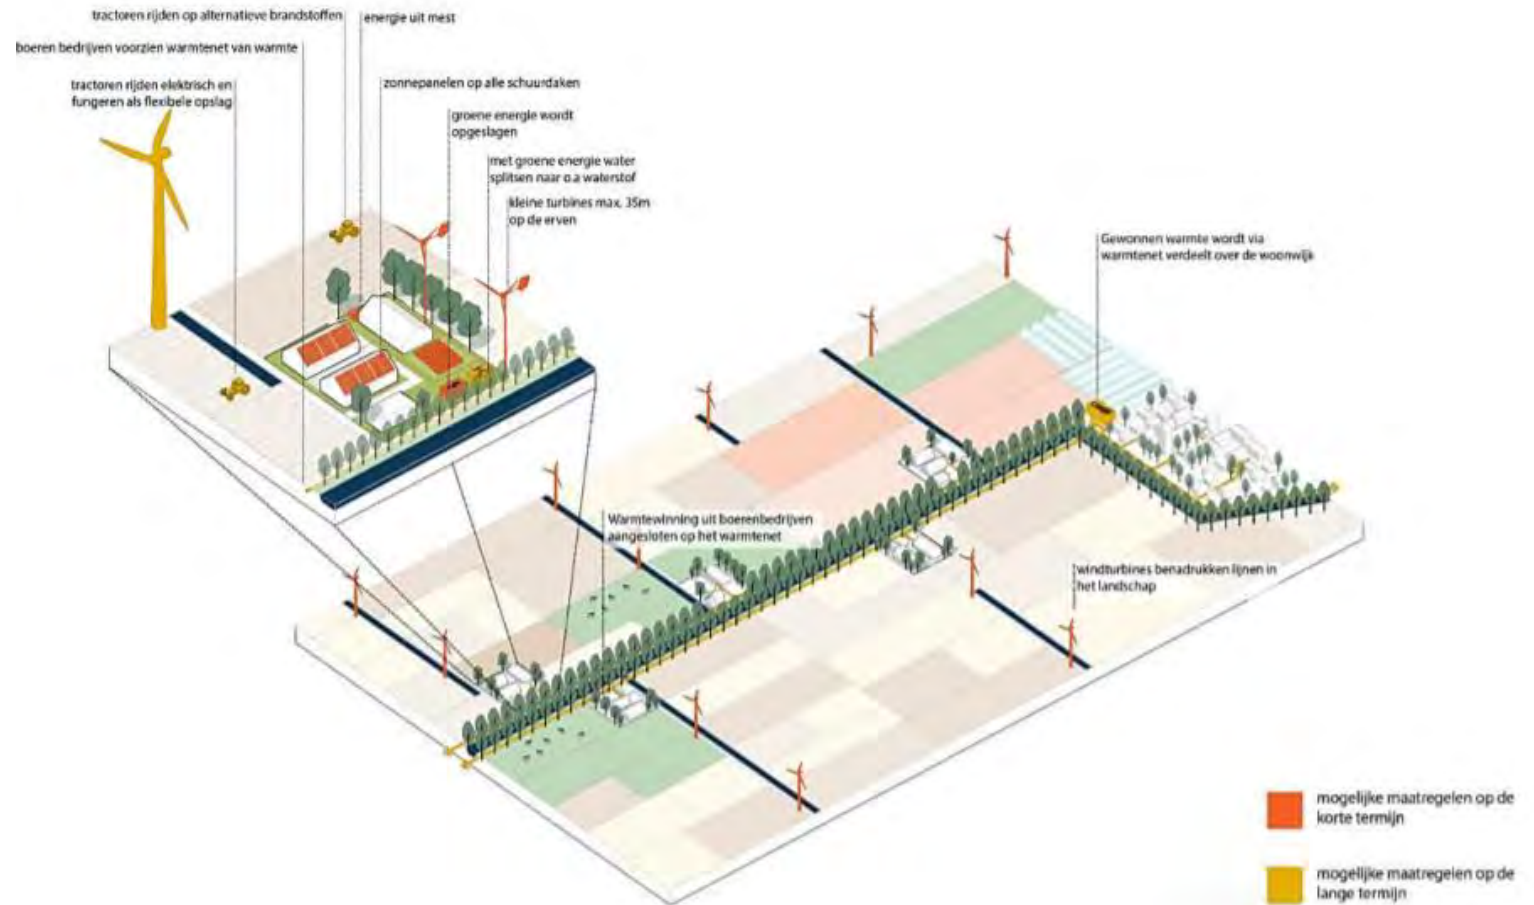 tractoren rijden op alternatieve brandstoffen
energie uit mest
boeren bedrijven voorzien warmtenet van warmte
tractoren rijden elektrisch en
fungeren als flexibele opslag
zonnepanelen op alle schuurdaken
groene energie wordt
opgeslagen
met groene energie water
splitsen naar o.a waterstof
kleine turbines max. 35m
op de erven
Gewonnen warmte wordt via
warmtenet verdeelt over de woonwijk
Warmtewinning uit boerenbedrijven
aangesloten op het warmtenet
windturbines benadrukken lijnen in
het landschap
mogelijke maatregelen op de
korte termijn
mogelijke maatregelen op de
lange termijn